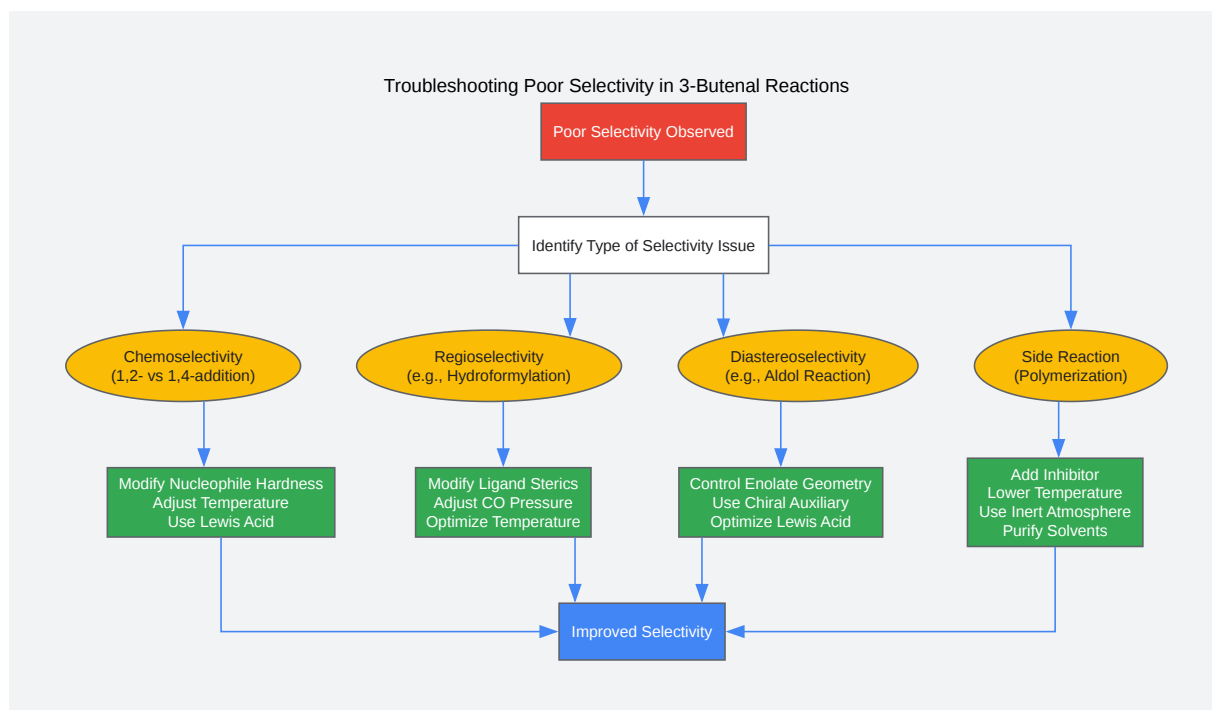 Troubleshooting Poor Selectivity in 3-Butenal Reactions
Poor Selectivity Observed
Identify Type of Selectivity Issue
Chemoselectivity
(1,2- vs 1,4-addition)
Regioselectivity
(e.g., Hydroformylation)
Diastereoselectivity
(e.g., Aldol Reaction)
Side Reaction
(Polymerization)
Modify Nucleophile Hardness
Adjust Temperature
Use Lewis Acid
Modify Ligand Sterics
Adjust CO Pressure
Optimize Temperature
Control Enolate Geometry
Use Chiral Auxiliary
Optimize Lewis Acid
Add Inhibitor
Lower Temperature
Use Inert Atmosphere
Purify Solvents
Improved Selectivity